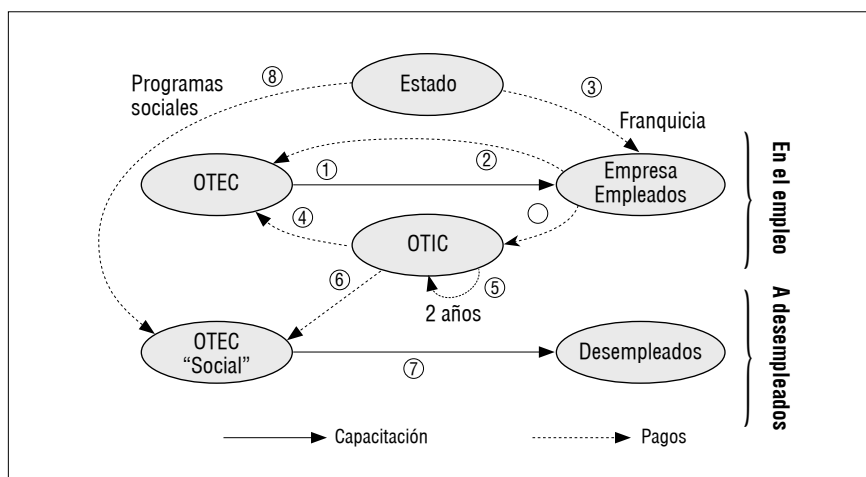 Programas
sociales
⑧
Estado
③
Franquicia
OTEC
①
②
Empresa
Empleados
④
OTIC
⑤
2 años
⑥
OTEC
“Social”
⑦
Desempleados
En el empleo
A desempleados
Capacitación
Pagos